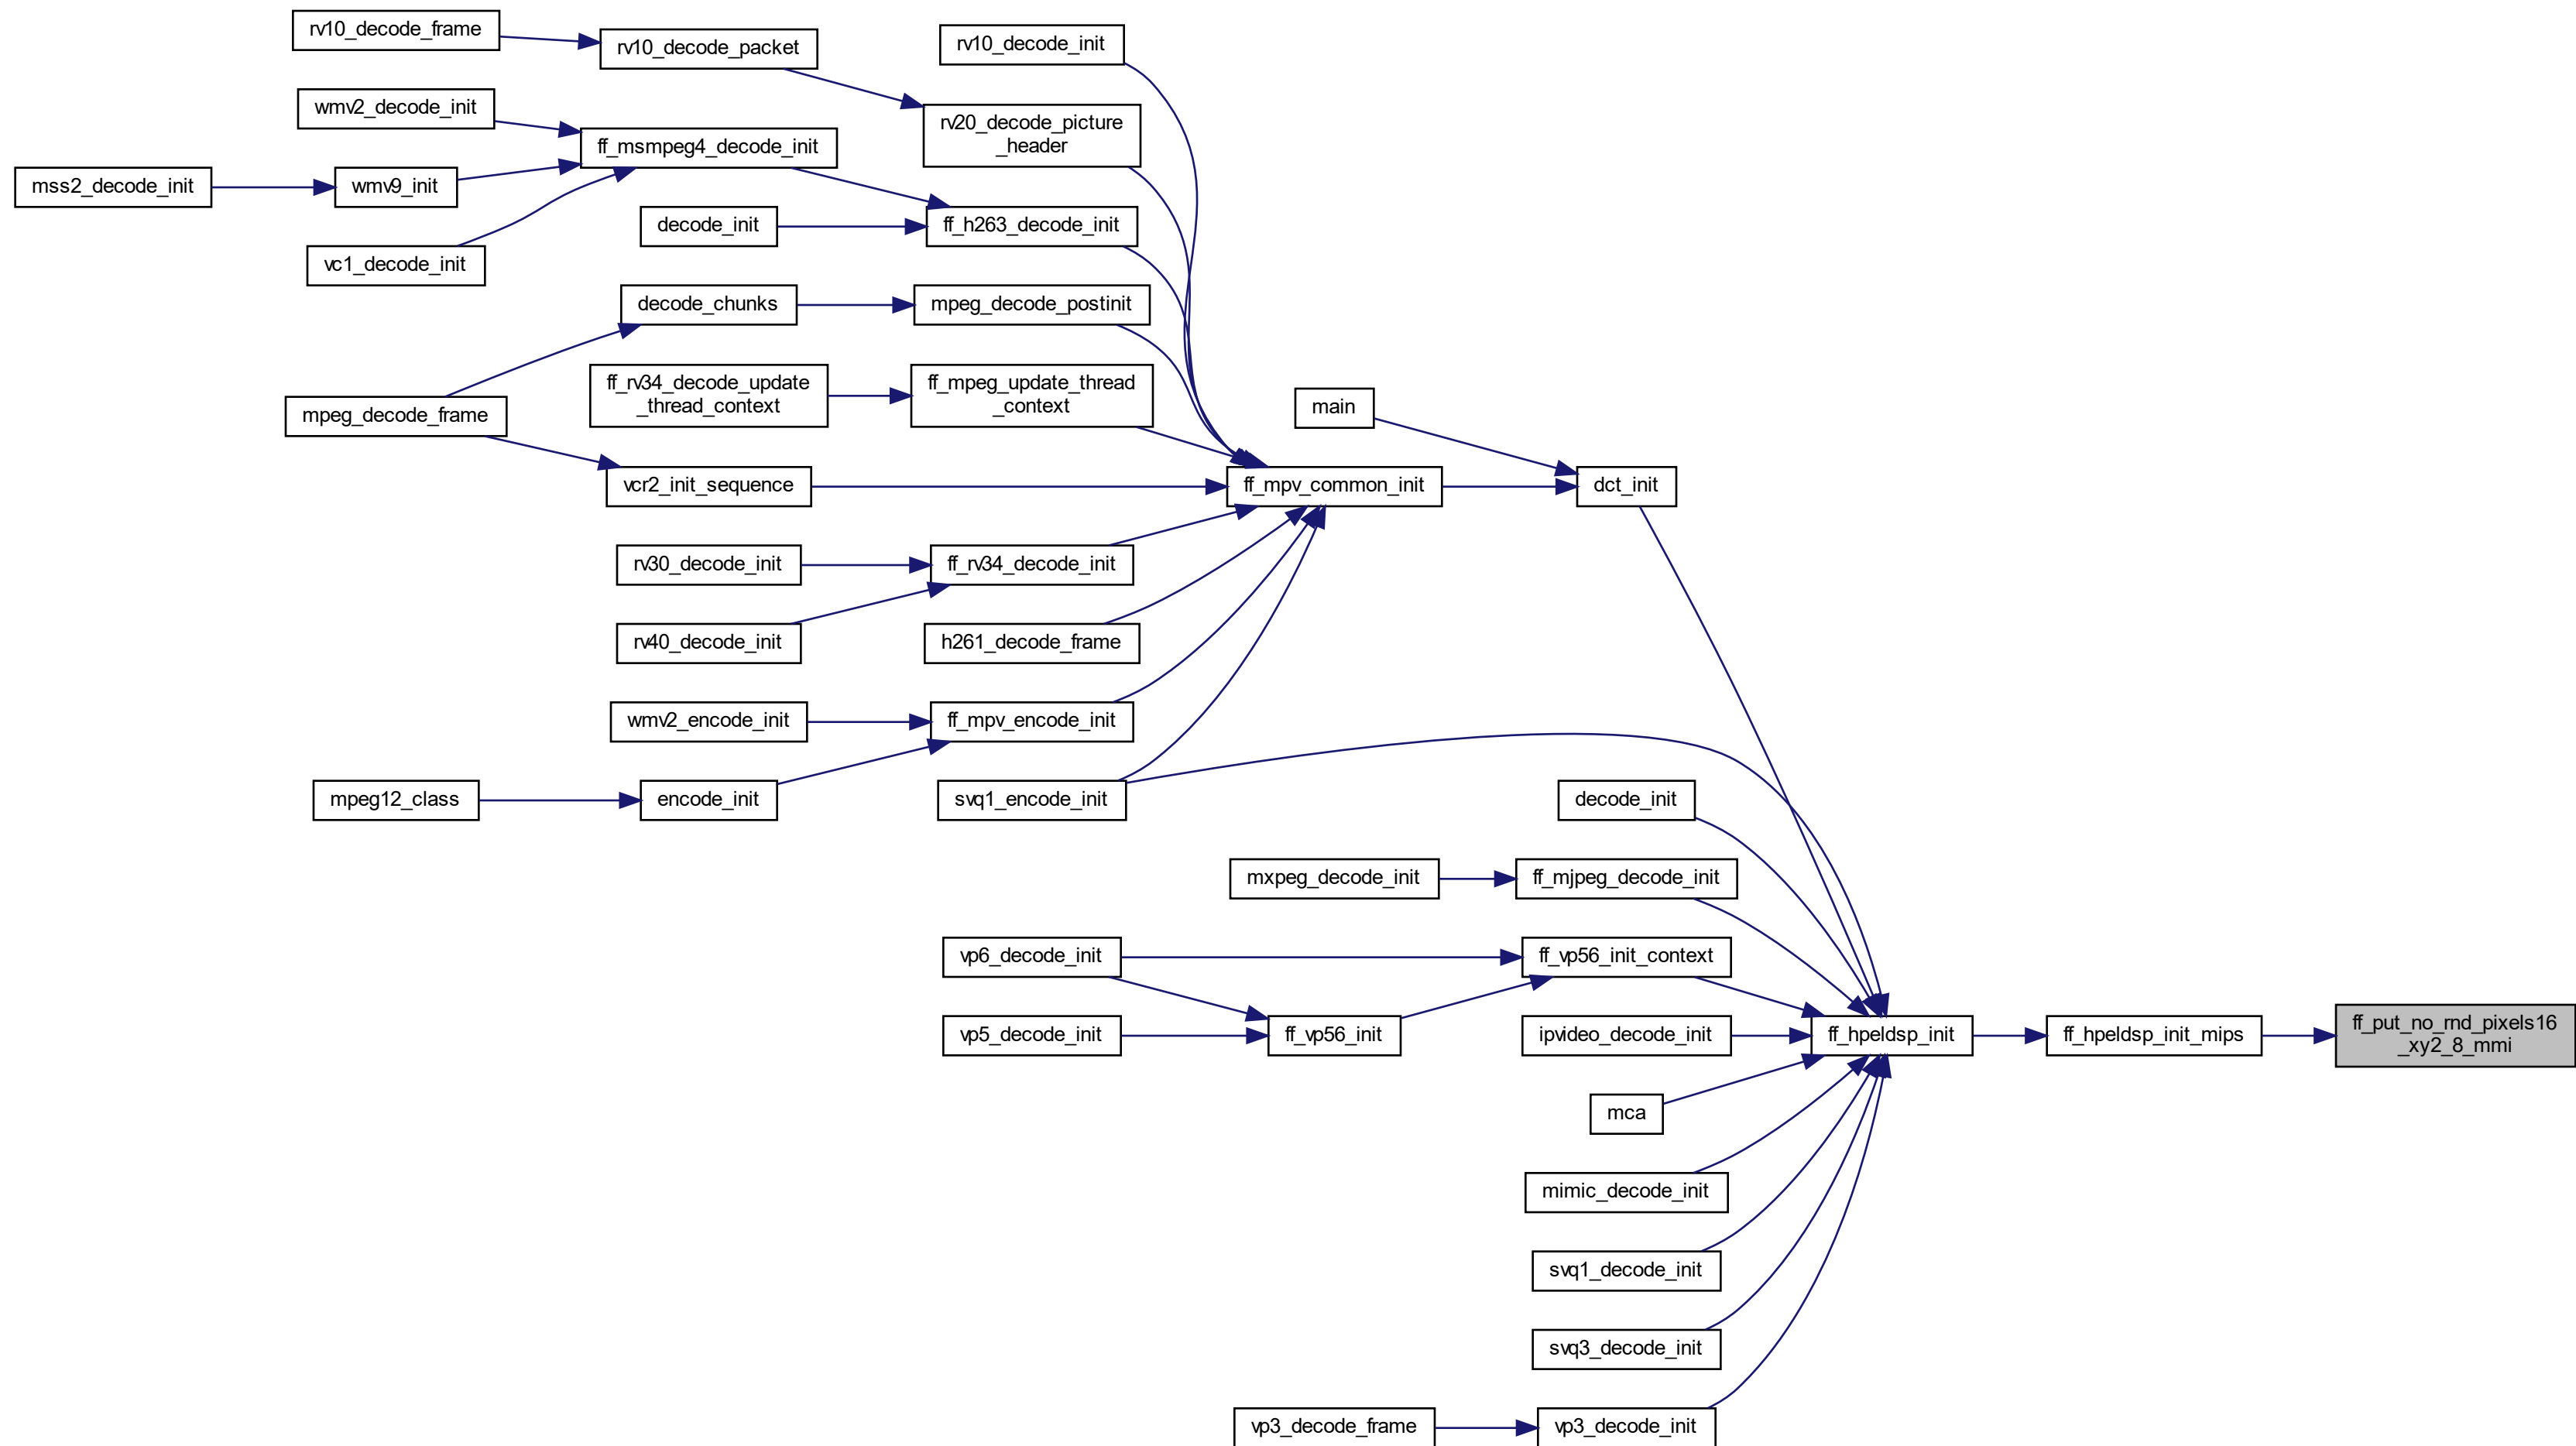 rv10_decode_frame
rv10_decode_packet
rv10_decode_init
wmv2_decode_init
rv20_decode_picture
_header
ff_msmpeg4_decode_init
mss2_decode_init
wmv9_init
decode_init
ff_h263_decode_init
vc1_decode_init
decode_chunks
mpeg_decode_postinit
ff_rv34_decode_update
_thread_context
ff_mpeg_update_thread
_context
main
mpeg_decode_frame
vcr2_init_sequence
ff_mpv_common_init
dct_init
rv30_decode_init
ff_rv34_decode_init
rv40_decode_init
h261_decode_frame
wmv2_encode_init
ff_mpv_encode_init
mpeg12_class
encode_init
svq1_encode_init
decode_init
mxpeg_decode_init
ff_mjpeg_decode_init
vp6_decode_init
ff_vp56_init_context
vp5_decode_init
ff_vp56_init
ipvideo_decode_init
ff_hpeldsp_init
ff_hpeldsp_init_mips
ff_put_no_rnd_pixels16
_xy2_8_mmi
mca
mimic_decode_init
svq1_decode_init
svq3_decode_init
vp3_decode_frame
vp3_decode_init